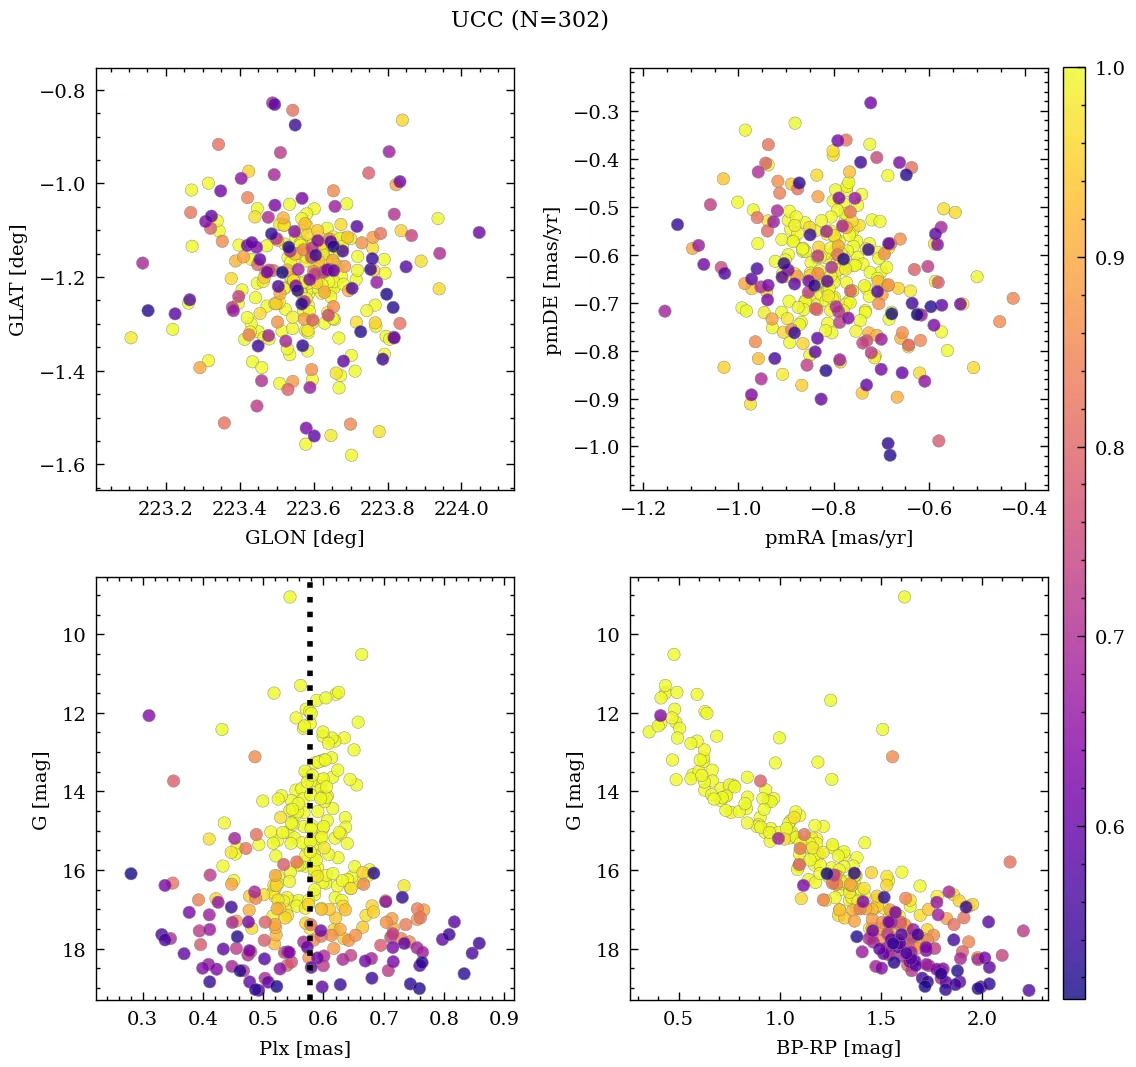 UCC (N=302)
−0.8
−1.0
−1.2
−1.4
−1.6
GLAT [deg]
223.2 223.4 223.6 223.8 224.0
GLON [deg]
−0.3
−0.4
−0.5
−0.6
−0.7
−0.8
−0.9
−1.0
pmDE [mas/yr]
−1.2 −1.0 −0.8 −0.6 −0.4
pmRA [mas/yr]
1.0
0.9
0.8
0.7
0.6
10
12
14
16
18
G [mag]
0.3 0.4 0.5 0.6 0.7 0.8 0.9
Plx [mas]
10
12
14
16
18
G [mag]
0.5 1.0 1.5 2.0
BP-RP [mag]